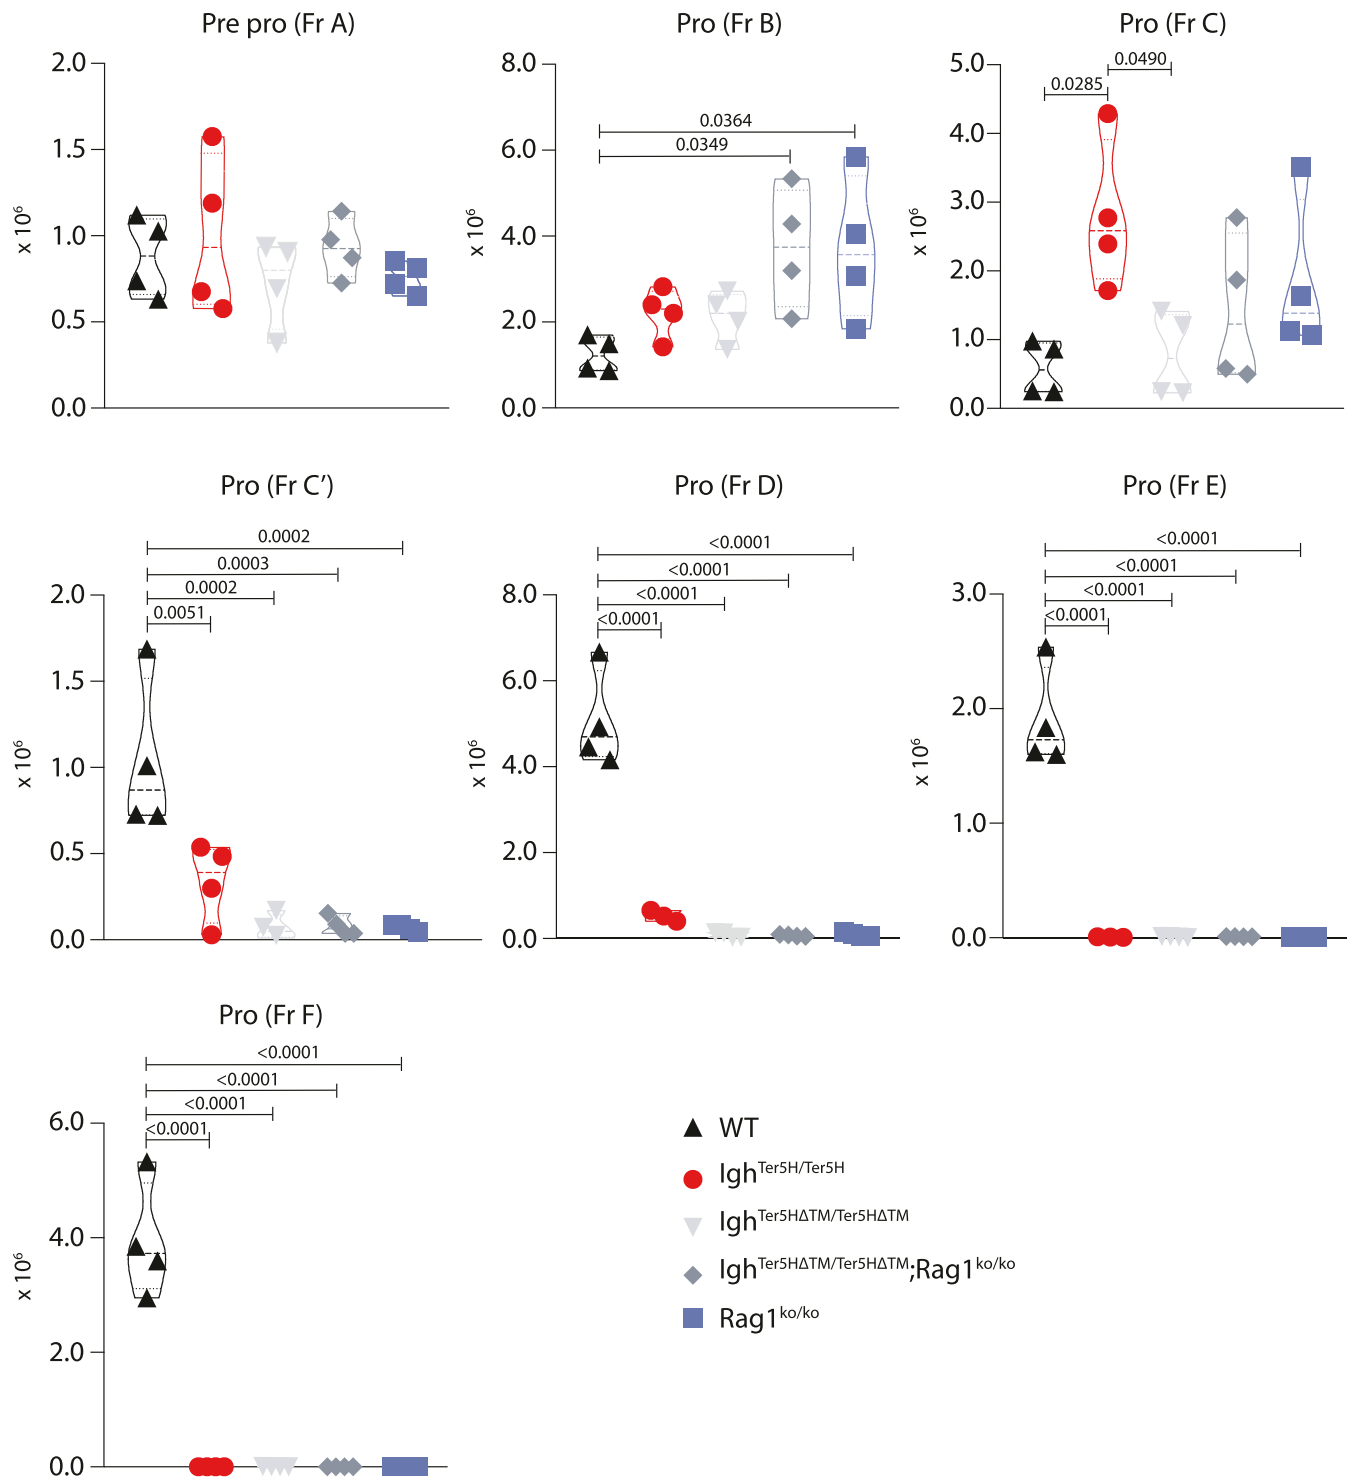 Pre pro (Fr A)
2.0
1.5
1.0
0.5
0.0
x 10⁶
Pro (Fr B)
8.0
6.0
4.0
2.0
0.0
x 10⁶
0.0364
0.0349
Pro (Fr C)
5.0
4.0
3.0
2.0
1.0
0.0
x 10⁶
0.0490
0.0285
Pro (Fr C’)
0.0002
0.0003
0.0002
0.0051
2.0
1.5
1.0
0.5
0.0
x 10⁶
Pro (Fr D)
<0.0001
<0.0001
<0.0001
<0.0001
8.0
6.0
4.0
2.0
0.0
x 10⁶
Pro (Fr E)
<0.0001
<0.0001
<0.0001
<0.0001
3.0
2.0
1.0
0.0
x 10⁶
Pro (Fr F)
<0.0001
<0.0001
<0.0001
<0.0001
6.0
4.0
2.0
0.0
x 10⁶
WT
Igh^Ter5H/Ter5H
Igh^Ter5HΔTM/Ter5HΔTM
Igh^Ter5HΔTM/Ter5HΔTM;Rag1^ko/ko
Rag1^ko/ko